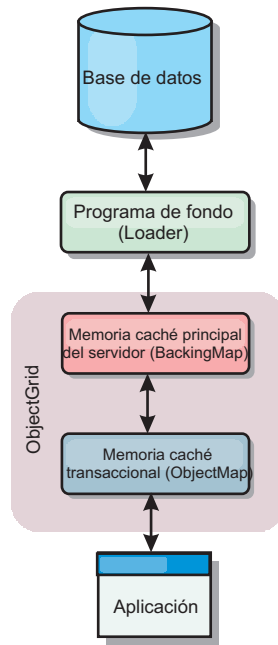 Base de datos
Programa de fondo
(Loader)
ObjectGrid
Memoria caché principal
del servidor (BackingMap)
Memoria caché
transaccional (ObjectMap)
Aplicación